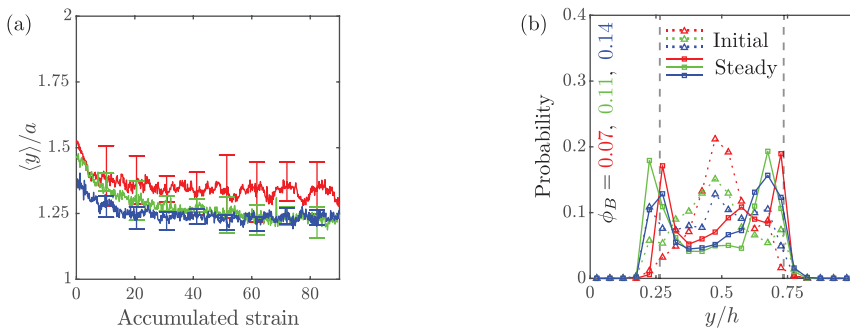 (a)
2
1.75
1.5
1.25
1
⟨y⟩/a
0 20 40 60 80
Accumulated strain
(b)
0.4
0.3
0.2
0.1
0
Probability
ϕ_B = 0.07, 0.11, 0.14
Initial
Steady
0 0.25 0.5 0.75
y/h